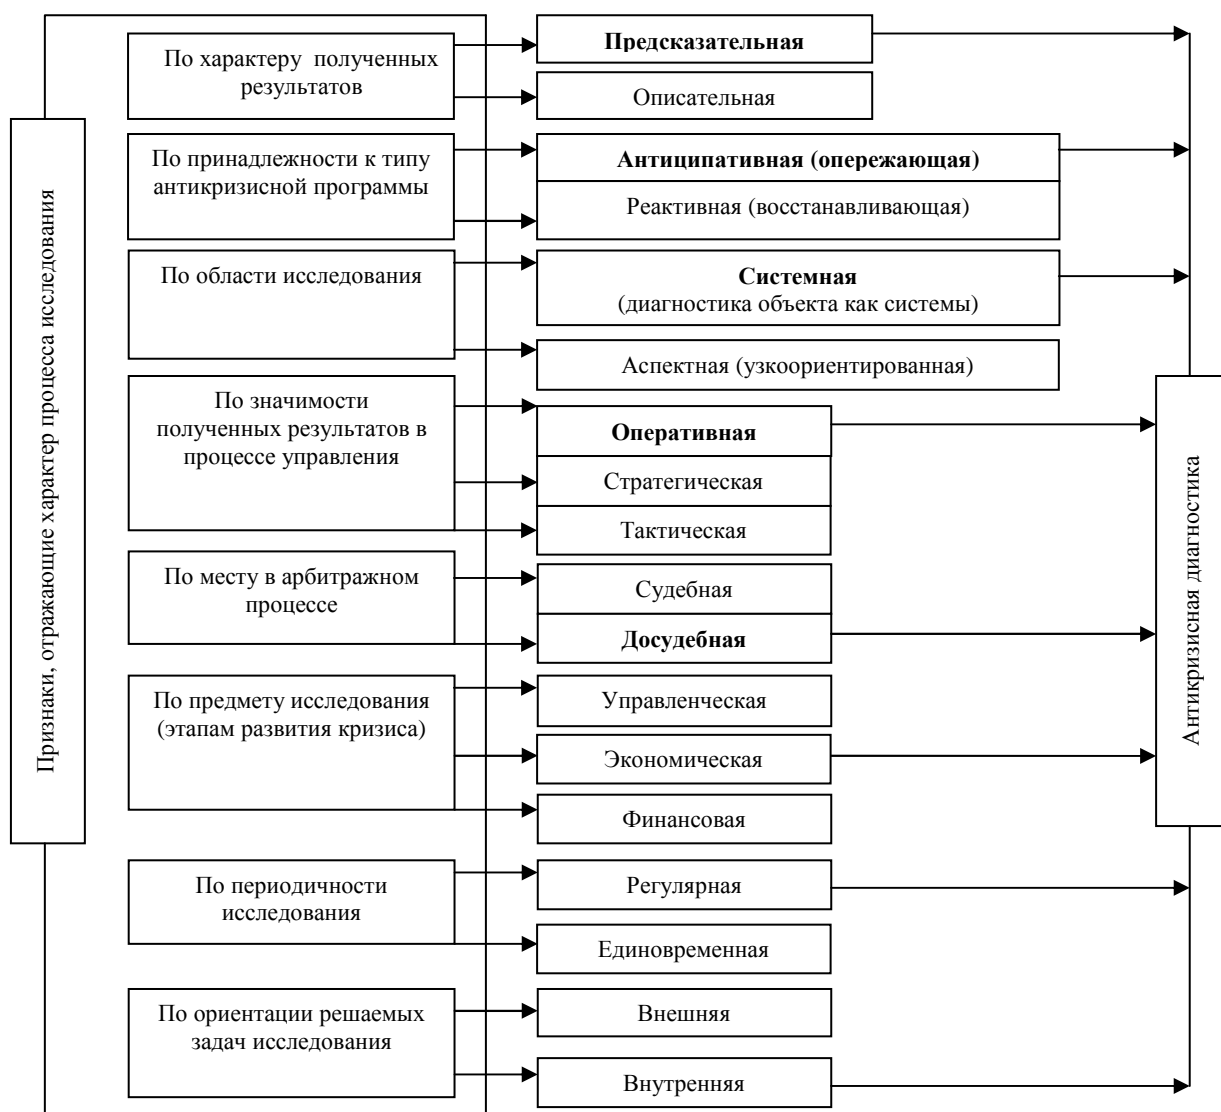 Признаки, отражающие характер процесса исследования
По характеру полученных
результатов
Предсказательная
Описательная
По принадлежности к типу
антикризисной программы
Антиципативная (опережающая)
Реактивная (восстанавливающая)
По области исследования
Системная
(диагностика объекта как системы)
Аспектная (узкоориентированная)
По значимости
полученных результатов в
процессе управления
Оперативная
Стратегическая
Тактическая
По месту в арбитражном
процессе
Судебная
Досудебная
По предмету исследования
(этапам развития кризиса)
Управленческая
Экономическая
Финансовая
По периодичности
исследования
Регулярная
Единовременная
По ориентации решаемых
задач исследования
Внешняя
Внутренняя
Антикризисная диагностика